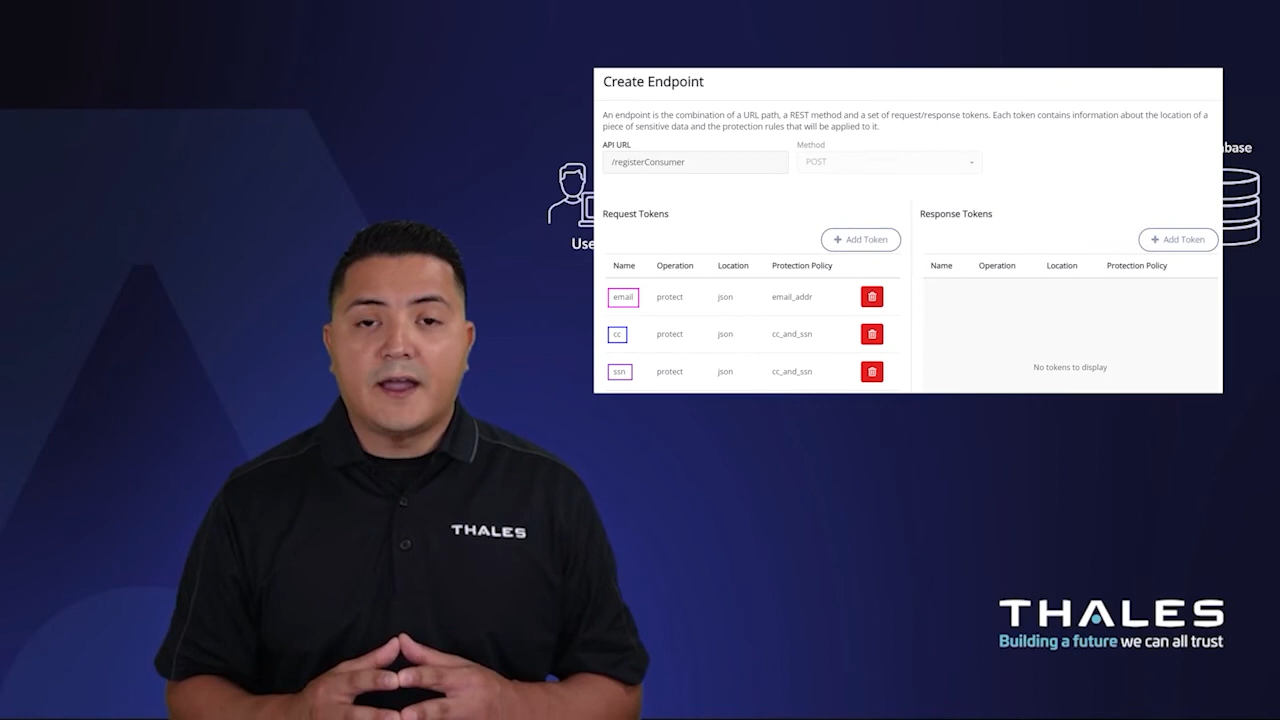 Create Endpoint
An endpoint is the combination of a URL path, a REST method and a set of request/response tokens. Each token contains information about the location of a
piece of sensitive data and the protection rules that will be applied to it.
API URL
Method
/registerConsumer
POST
Request Tokens
Response Tokens
Add Token
Add Token
Name Operation Location Protection Policy
Name Operation Location Protection Policy
email protect json email_addr
cc protect json cc_and_ssn
ssn protect json cc_and_ssn
No tokens to display
THALES
THALES
Building a future we can all trust